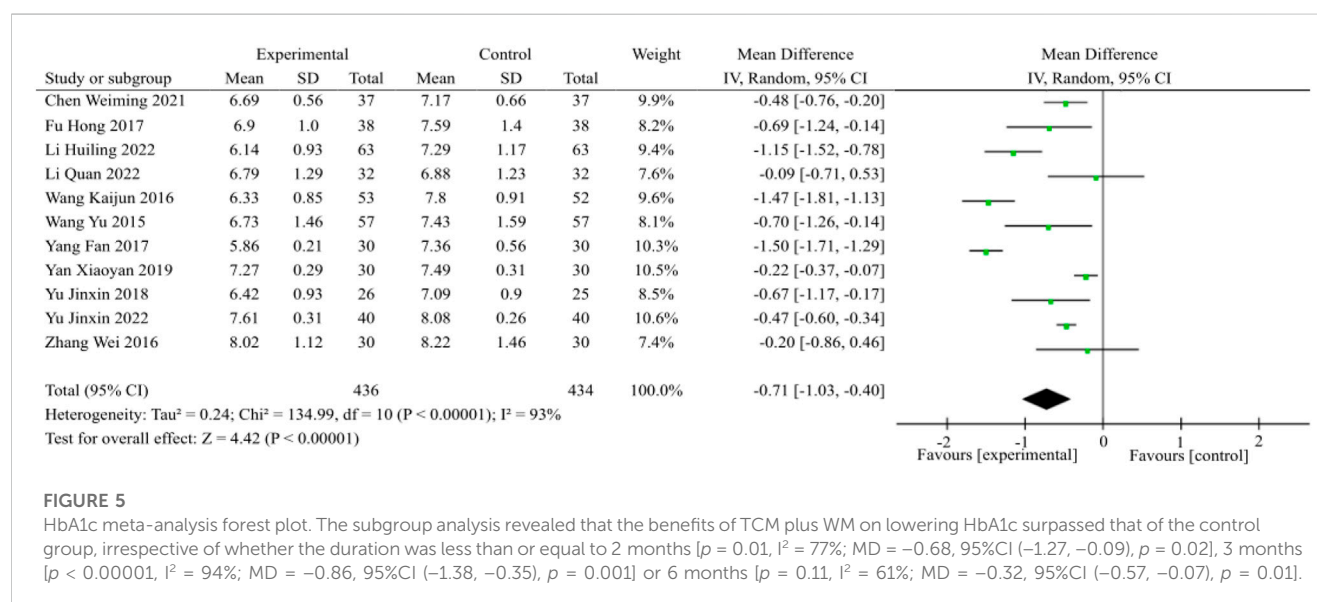 Experimental Control Weight Mean Difference Mean Difference
Study or subgroup Mean SD Total Mean SD Total IV, Random, 95% CI IV, Random, 95% CI
Chen Weiming 2021 6.69 0.56 37 7.17 0.66 37 9.9% -0.48 [-0.76, -0.20]
Fu Hong 2017 6.9 1.0 38 7.59 1.4 38 8.2% -0.69 [-1.24, -0.14]
Li Huiling 2022 6.14 0.93 63 7.29 1.17 63 9.4% -1.15 [-1.52, -0.78]
Li Quan 2022 6.79 1.29 32 6.88 1.23 32 7.6% -0.09 [-0.71, 0.53]
Wang Kaijun 2016 6.33 0.85 53 7.8 0.91 52 9.6% -1.47 [-1.81, -1.13]
Wang Yu 2015 6.73 1.46 57 7.43 1.59 57 8.1% -0.70 [-1.26, -0.14]
Yang Fan 2017 5.86 0.21 30 7.36 0.56 30 10.3% -1.50 [-1.71, -1.29]
Yan Xiaoyan 2019 7.27 0.29 30 7.49 0.31 30 10.5% -0.22 [-0.37, -0.07]
Yu Jinxin 2018 6.42 0.93 26 7.09 0.9 25 8.5% -0.67 [-1.17, -0.17]
Yu Jinxin 2022 7.61 0.31 40 8.08 0.26 40 10.6% -0.47 [-0.60, -0.34]
Zhang Wei 2016 8.02 1.12 30 8.22 1.46 30 7.4% -0.20 [-0.86, 0.46]
Total (95% CI) 436 434 100.0% -0.71 [-1.03, -0.40]
Heterogeneity: Tau² = 0.24; Chi² = 134.99, df = 10 (P < 0.00001); I² = 93%
Test for overall effect: Z = 4.42 (P < 0.00001)
-2 -1 0 1 2
Favours [experimental] Favours [control]
FIGURE 5
HbA1c meta-analysis forest plot. The subgroup analysis revealed that the benefits of TCM plus WM on lowering HbA1c surpassed that of the control
group, irrespective of whether the duration was less than or equal to 2 months [p = 0.01, I² = 77%; MD = −0.68, 95%CI (−1.27, −0.09), p = 0.02], 3 months
[p < 0.00001, I² = 94%; MD = −0.86, 95%CI (−1.38, −0.35), p = 0.001] or 6 months [p = 0.11, I² = 61%; MD = −0.32, 95%CI (−0.57, −0.07), p = 0.01].